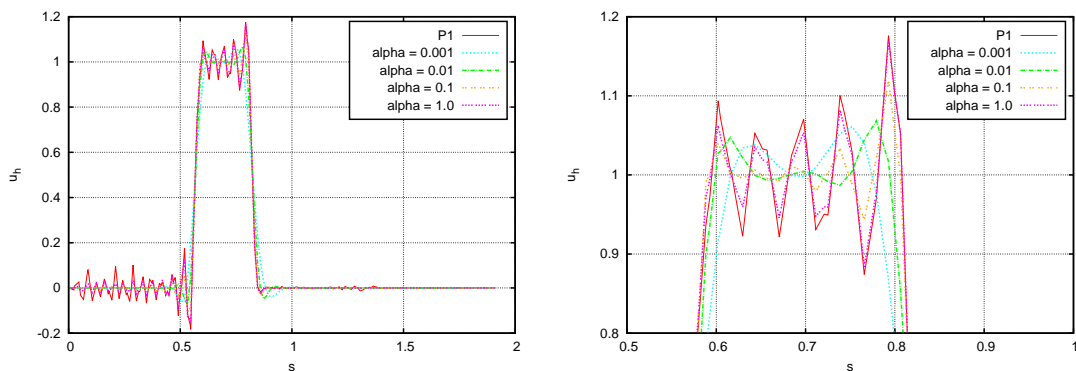 1.2
1
0.8
0.6
0.4
0.2
0
-0.2
u_h
0 0.5 1 1.5 2
s
P1
alpha = 0.001
alpha = 0.01
alpha = 0.1
alpha = 1.0
1.2
1.1
1
0.9
0.8
u_h
0.5 0.6 0.7 0.8 0.9 1
s
P1
alpha = 0.001
alpha = 0.01
alpha = 0.1
alpha = 1.0